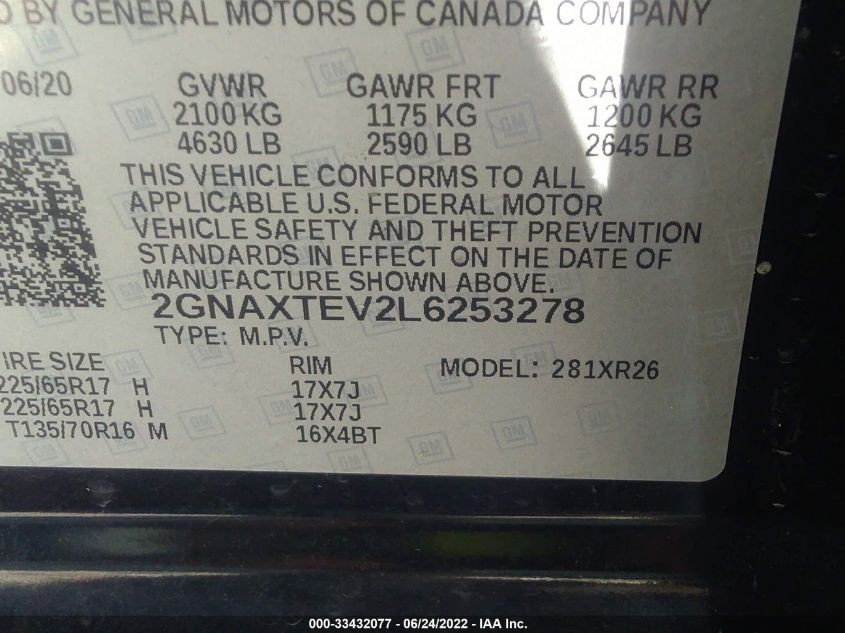 D BY GENERAL MOTORS OF CANADA COMPANY
06/20 GVWR GAWR FRT GAWR RR
2100 KG 1175 KG 1200 KG
4630 LB 2590 LB 2645 LB
THIS VEHICLE CONFORMS TO ALL
APPLICABLE U.S. FEDERAL MOTOR
VEHICLE SAFETY AND THEFT PREVENTION
STANDARDS IN EFFECT ON THE DATE OF
MANUFACTURE SHOWN ABOVE.
2GNAXTEV2L6253278
TYPE: M.P.V.
IRE SIZE RIM MODEL: 281XR26
225/65R17 H 17X7J
225/65R17 H 17X7J
T135/70R16 M 16X4BT
000-33432077 - 06/24/2022 - IAA Inc.